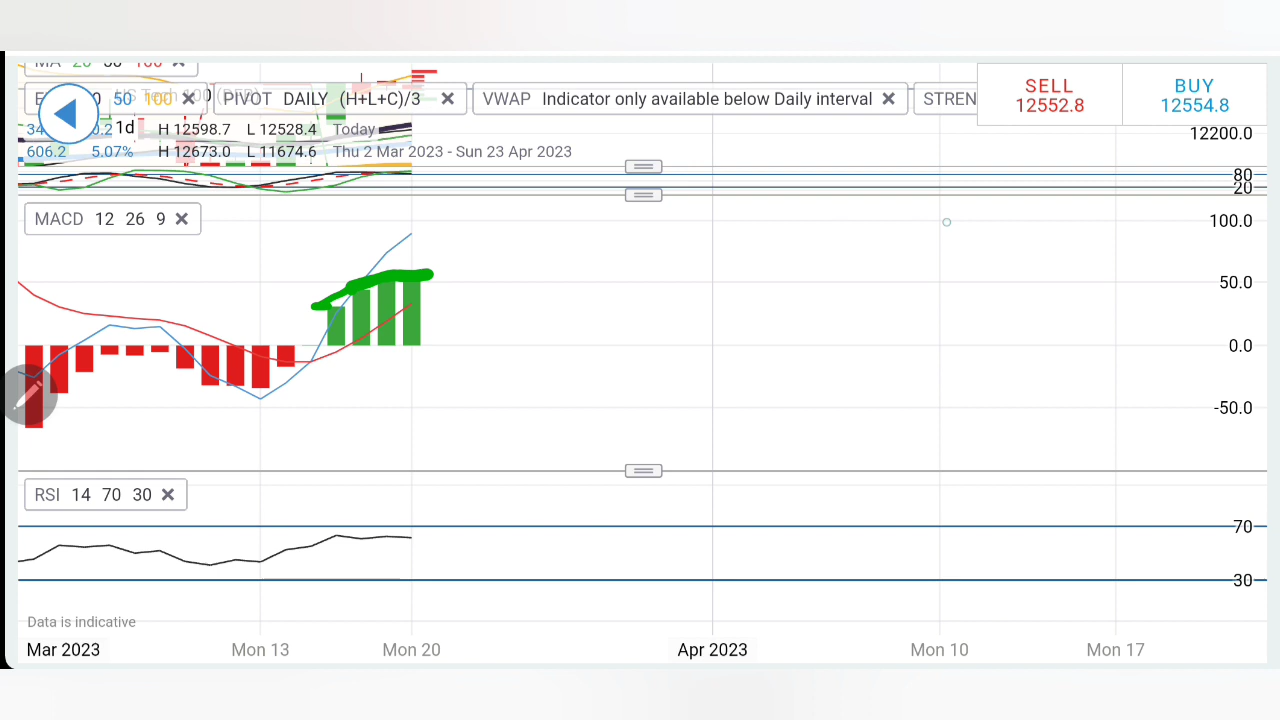 MA 20 50 100
50 100
PIVOT DAILY (H+L+C)/3
VWAP Indicator only available below Daily interval
STREN
SELL
12552.8
BUY
12554.8
1d
H 12598.7 L 12528.4 Today
606.2 5.07% H 12673.0 L 11674.6 Thu 2 Mar 2023 - Sun 23 Apr 2023
12200.0
80
20
MACD 12 26 9
100.0
50.0
0.0
-50.0
RSI 14 70 30
70
30
Data is indicative
Mar 2023 Mon 13 Mon 20 Apr 2023 Mon 10 Mon 17